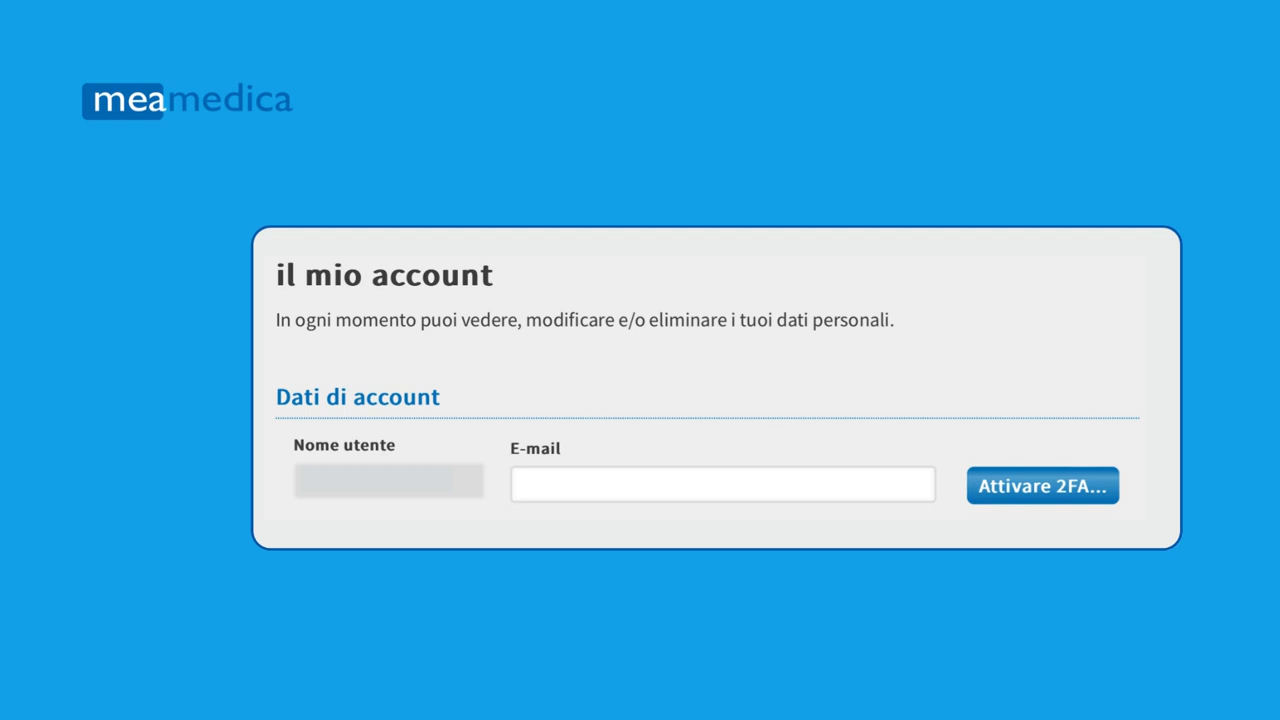 meamedica
il mio account
In ogni momento puoi vedere, modificare e/o eliminare i tuoi dati personali.
Dati di account
Nome utente
E-mail
Attivare 2FA...